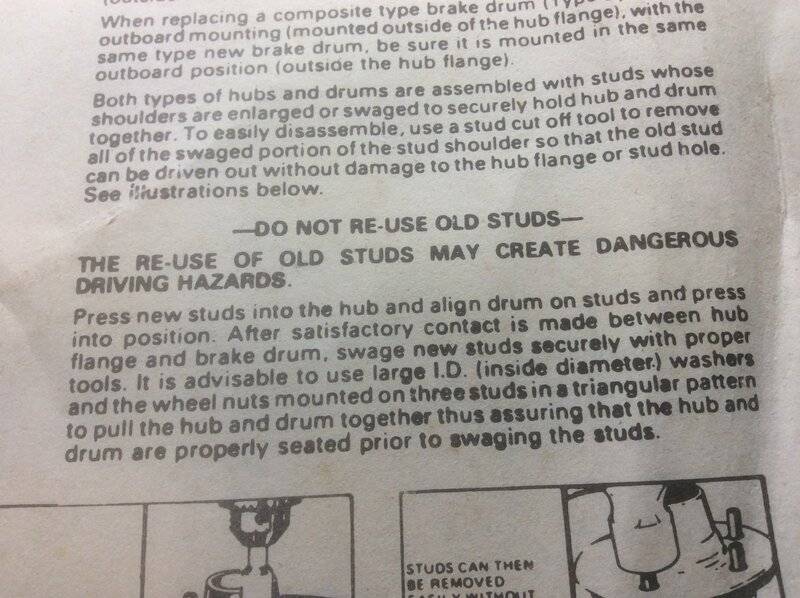 When replacing a composite type brake drum (Type
outboard mounting (mounted outside of the hub flange), with the
same type new brake drum, be sure it is mounted in the same
outboard position (outside the hub flange).
Both types of hubs and drums are assembled with studs whose
shoulders are enlarged or swaged to securely hold hub and drum
together. To easily disassemble, use a stud cut off tool to remove
all of the swaged portion of the stud shoulder so that the old stud
can be driven out without damage to the hub flange or stud hole.
See illustrations below.
—DO NOT RE-USE OLD STUDS—
THE RE-USE OF OLD STUDS MAY CREATE DANGEROUS
DRIVING HAZARDS.
Press new studs into the hub and align drum on studs and press
into position. After satisfactory contact is made between hub
flange and brake drum, swage new studs securely with proper
tools. It is advisable to use large I.D. (inside diameter.) washers
and the wheel nuts mounted on three studs in a triangular pattern
to pull the hub and drum together thus assuring that the hub and
drum are properly seated prior to swaging the studs.
STUDS CAN THEN
BE REMOVED
EASILY WITHOUT